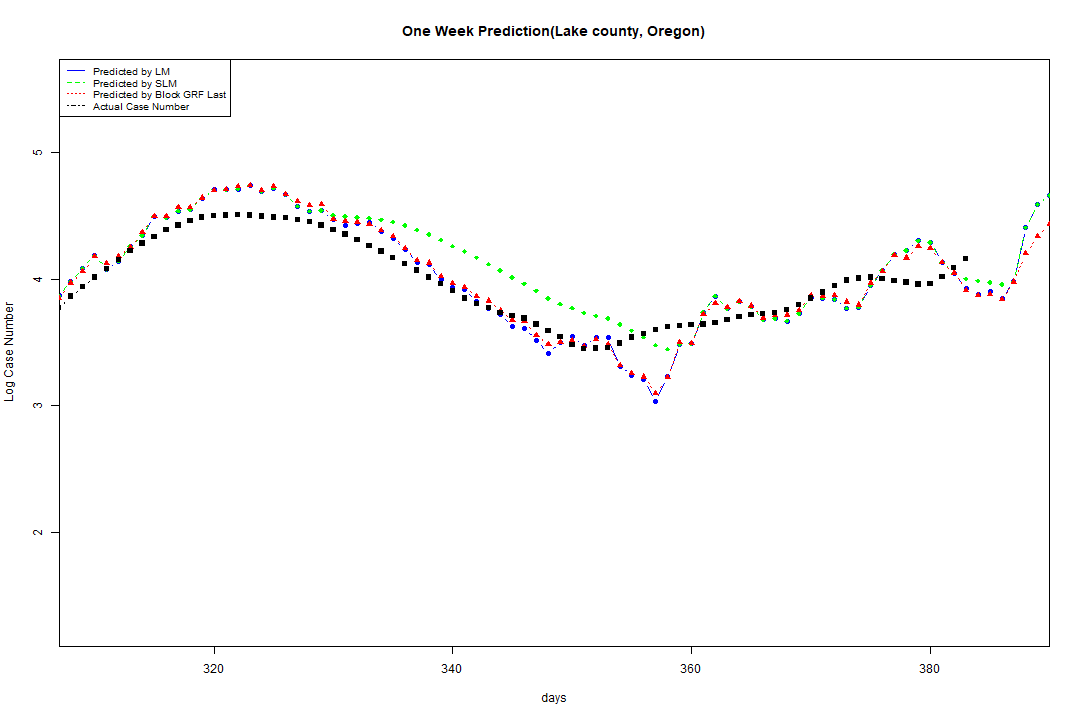 One Week Prediction(Lake county, Oregon)
Predicted by LM
Predicted by SLM
Predicted by Block GRF Last
Actual Case Number
5
4
3
2
Log Case Number
320
340
360
380
days